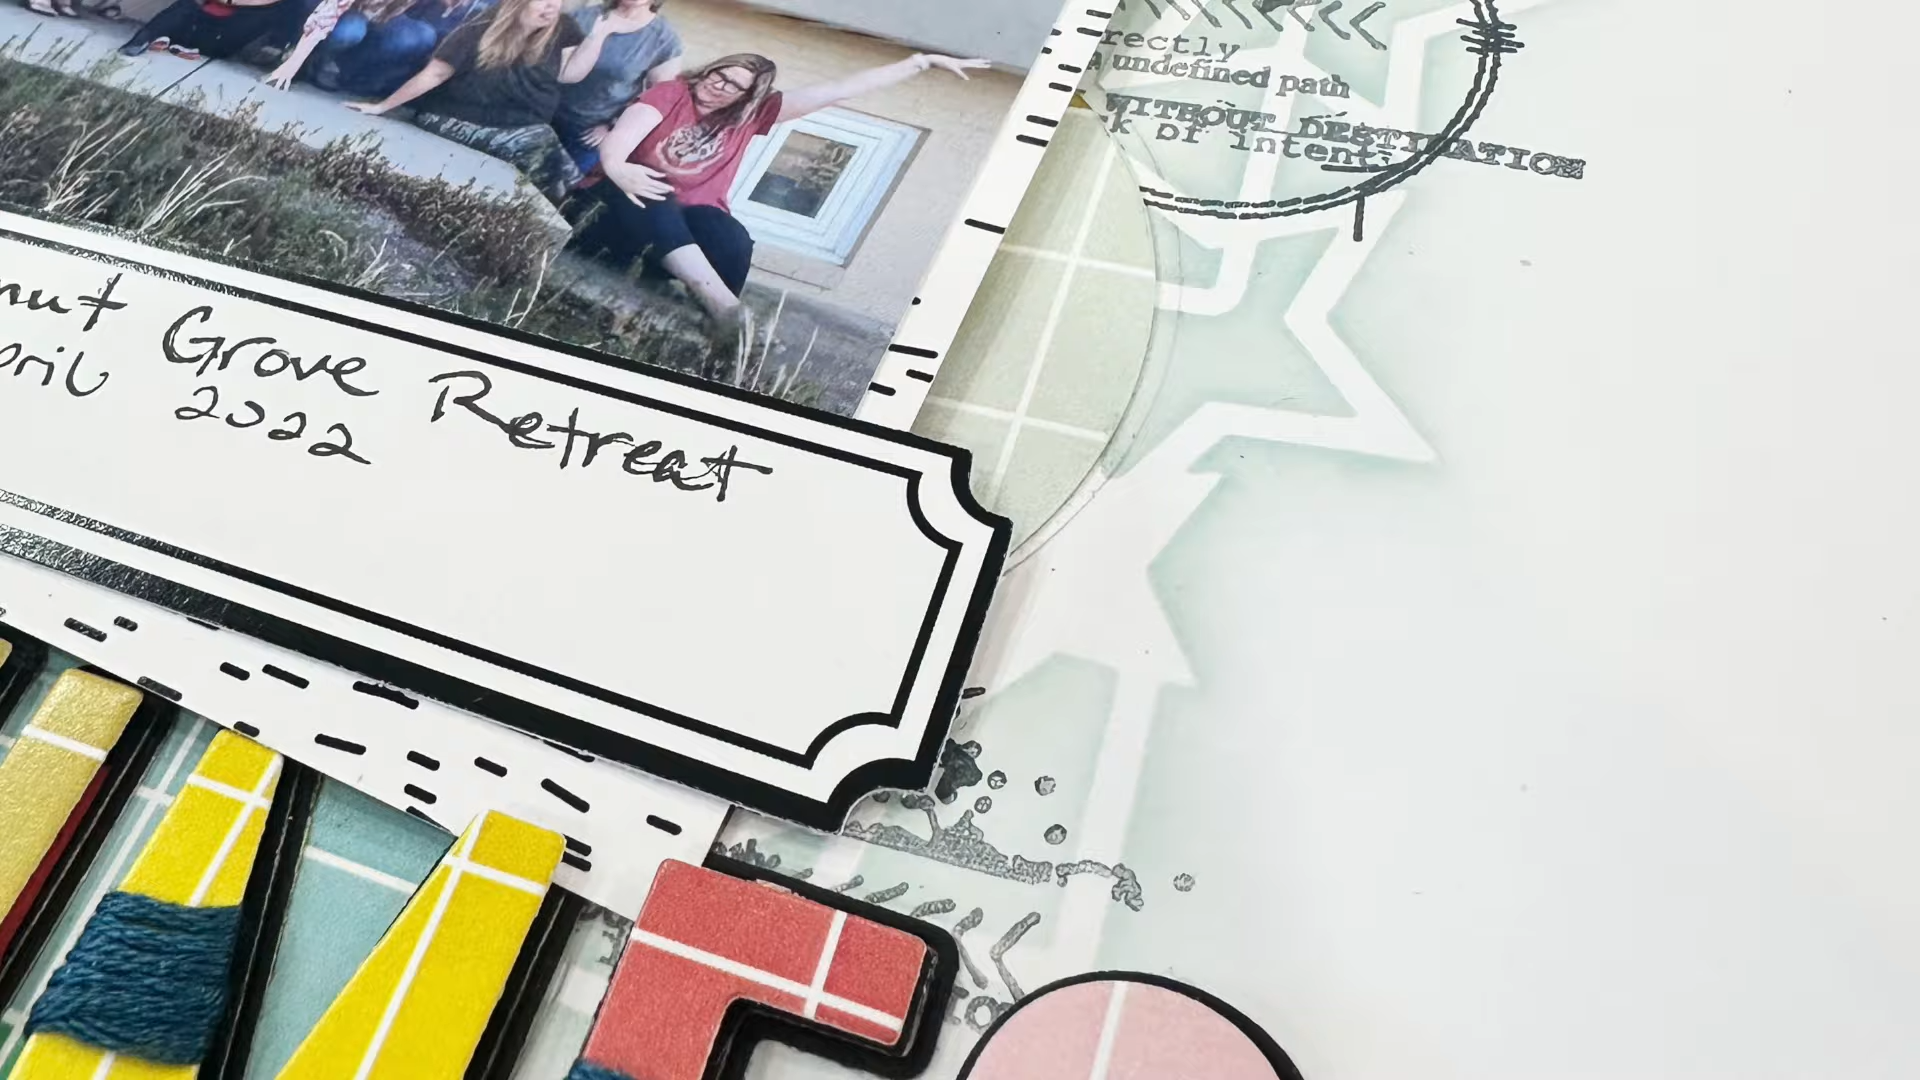 rectly
A undefined path
WITHOUT DESTINATION
k of intent
nut Grove Retreat
pril 2022